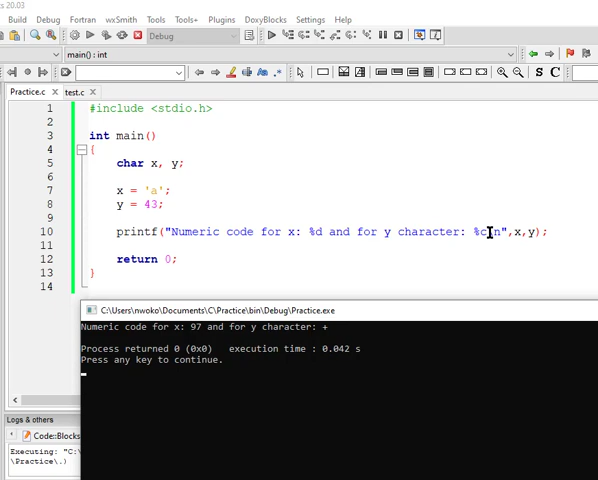 s 20.03
Build Debug Fortran wxSmith Tools Tools+ Plugins DoxyBlocks Settings Help
Debug
main() : int
S C
Practice.c test.c
1 #include <stdio.h>
2
3 int main()
4 {
5 char x, y;
6
7 x = 'a';
8 y = 43;
9
10 printf("Numeric code for x: %d and for y character: %c\n",x,y);
11
12 return 0;
13 }
14
C:\Users\nwoko\Documents\C\Practice\bin\Debug\Practice.exe
Numeric code for x: 97 and for y character: +
Process returned 0 (0x0) execution time : 0.042 s
Press any key to continue.
Logs & others
Code::Blocks
Executing: "C:\
\Practice\.)